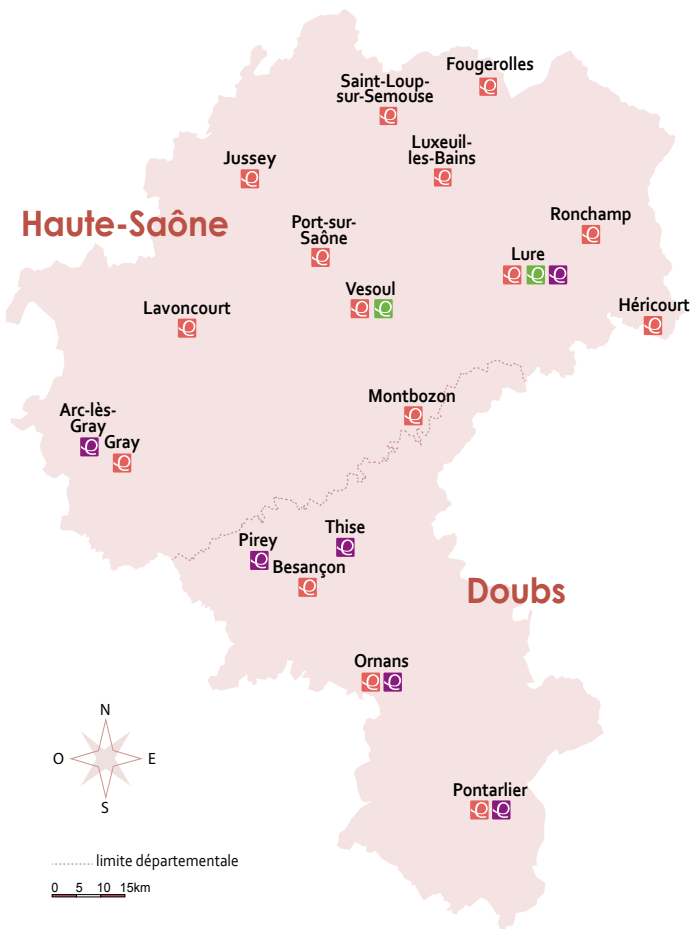 Fougerolles
Saint-Loup-
sur-Semouse
Luxeuil-
les-Bains
Jussey
Ronchamp
Haute-Saône
Port-sur-
Saône
Lure
Vesoul
Héricourt
Lavoncourt
Montbozon
Arc-lès-
Gray
Gray
Thise
Pirey
Besançon
Doubs
Ornans
N
O
E
S
Pontarlier
limite départementale
0 5 10 15km